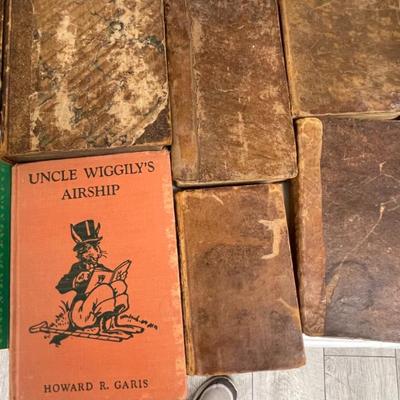 UNCLE WIGGILY'S
AIRSHIP
HOWARD R. GARIS